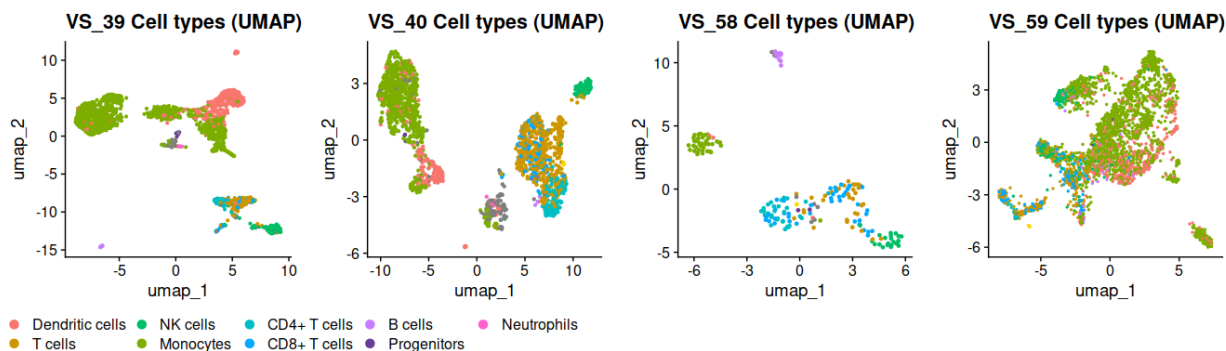 VS_39 Cell types (UMAP)
10
5
0
-5
-10
-15
umap_2
-5
0
5
10
umap_1
VS_40 Cell types (UMAP)
3
0
-3
-6
umap_2
-10
-5
0
5
10
umap_1
VS_58 Cell types (UMAP)
10
5
0
-5
umap_2
-6
-3
0
3
6
umap_1
VS_59 Cell types (UMAP)
3
0
-3
-6
umap_2
-5
0
5
umap_1
Dendritic cells
NK cells
CD4+ T cells
B cells
Neutrophils
T cells
Monocytes
CD8+ T cells
Progenitors